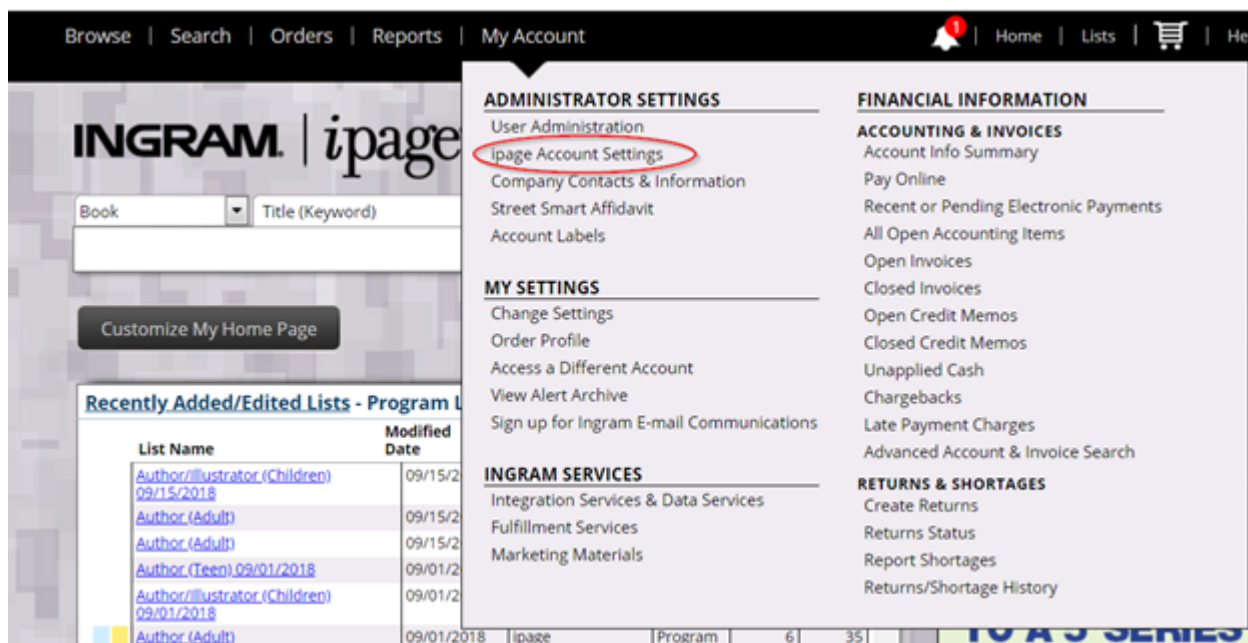 Browse | Search | Orders | Reports | My Account
1 | Home | Lists | | He
ADMINISTRATOR SETTINGS
User Administration
ipage Account Settings
Company Contacts & Information
Street Smart Affidavit
Account Labels
MY SETTINGS
Change Settings
Order Profile
Access a Different Account
View Alert Archive
Sign up for Ingram E-mail Communications
INGRAM SERVICES
Integration Services & Data Services
Fulfillment Services
Marketing Materials
FINANCIAL INFORMATION
ACCOUNTING & INVOICES
Account Info Summary
Pay Online
Recent or Pending Electronic Payments
All Open Accounting Items
Open Invoices
Closed Invoices
Open Credit Memos
Closed Credit Memos
Unapplied Cash
Chargebacks
Late Payment Charges
Advanced Account & Invoice Search
RETURNS & SHORTAGES
Create Returns
Returns Status
Report Shortages
Returns/Shortage History
INGRAM. | ipage
Book Title (Keyword)
Customize My Home Page
Recently Added/Edited Lists - Program L
List Name Modified Date
Author/Illustrator (Children) 09/15/2018 09/15/2
Author (Adult) 09/15/2
Author (Adult) 09/15/2
Author (Teen) 09/01/2018 09/01/2
Author/Illustrator (Children) 09/01/2018 09/01/2
Author (Adult) 09/01/2018 ipage Program 6 35
TO A 5 SERIES